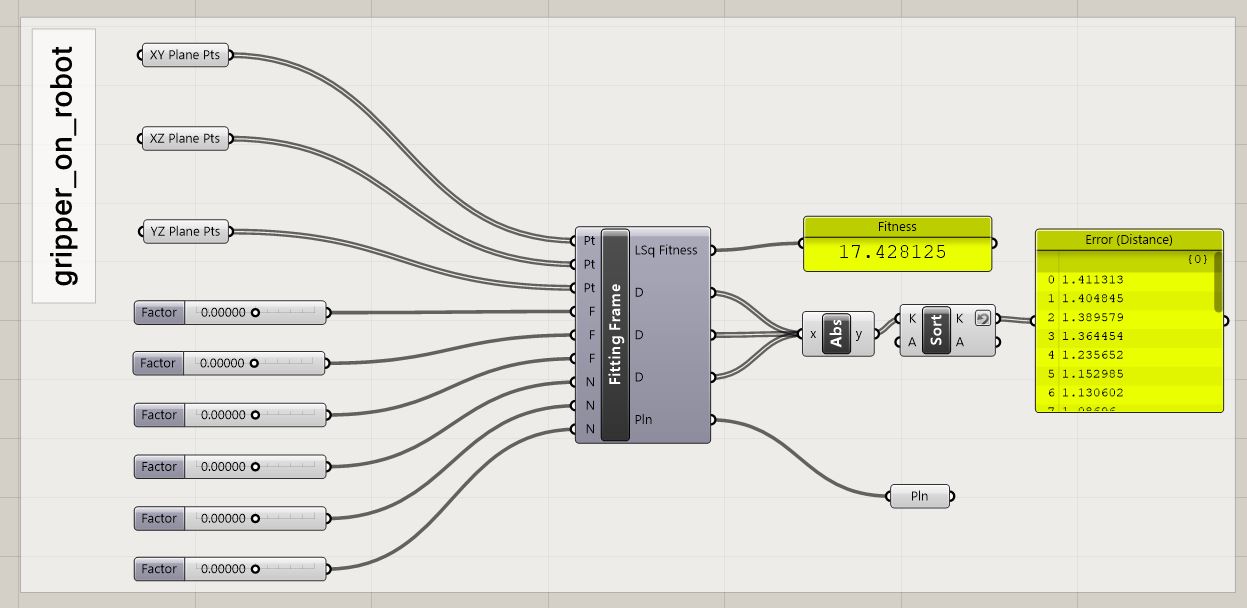 gripper_on_robot
XY Plane Pts
XZ Plane Pts
YZ Plane Pts
Factor 0.00000
Factor 0.00000
Factor 0.00000
Factor 0.00000
Factor 0.00000
Factor 0.00000
Pt
Pt
Pt
F
F
F
N
N
N
Fitting Frame
LSq Fitness
D
D
D
Pln
Fitness
17.428125
x Abs y
K Sort K
A A
Pln
Error (Distance)
{0}
0 1.411313
1 1.404845
2 1.389579
3 1.364454
4 1.235652
5 1.152985
6 1.130602